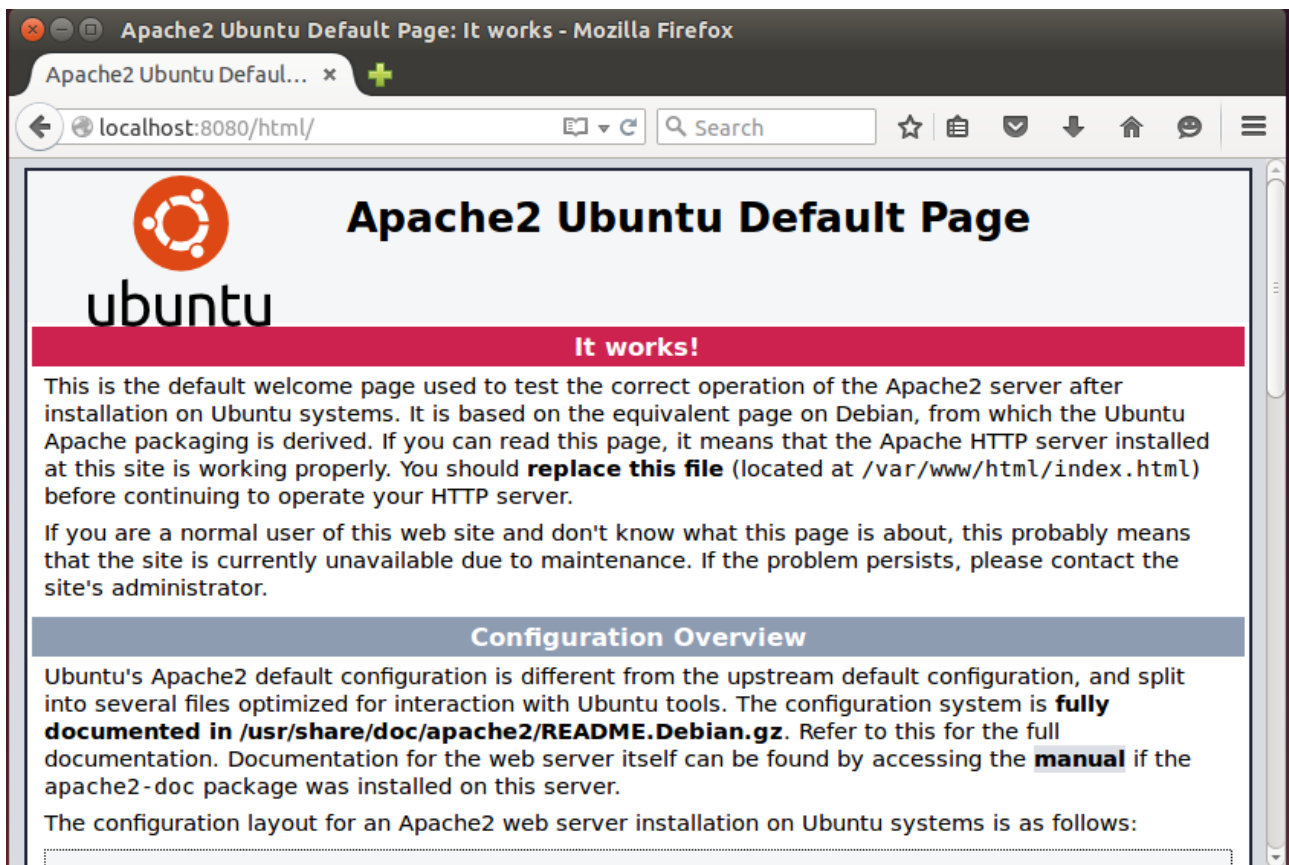 Apache2 Ubuntu Default Page: It works - Mozilla Firefox
Apache2 Ubuntu Defaul...
localhost:8080/html/
Search
ubuntu
Apache2 Ubuntu Default Page
It works!
This is the default welcome page used to test the correct operation of the Apache2 server after
installation on Ubuntu systems. It is based on the equivalent page on Debian, from which the Ubuntu
Apache packaging is derived. If you can read this page, it means that the Apache HTTP server installed
at this site is working properly. You should replace this file (located at /var/www/html/index.html)
before continuing to operate your HTTP server.
If you are a normal user of this web site and don't know what this page is about, this probably means
that the site is currently unavailable due to maintenance. If the problem persists, please contact the
site's administrator.
Configuration Overview
Ubuntu's Apache2 default configuration is different from the upstream default configuration, and split
into several files optimized for interaction with Ubuntu tools. The configuration system is fully
documented in /usr/share/doc/apache2/README.Debian.gz. Refer to this for the full
documentation. Documentation for the web server itself can be found by accessing the manual if the
apache2-doc package was installed on this server.
The configuration layout for an Apache2 web server installation on Ubuntu systems is as follows: